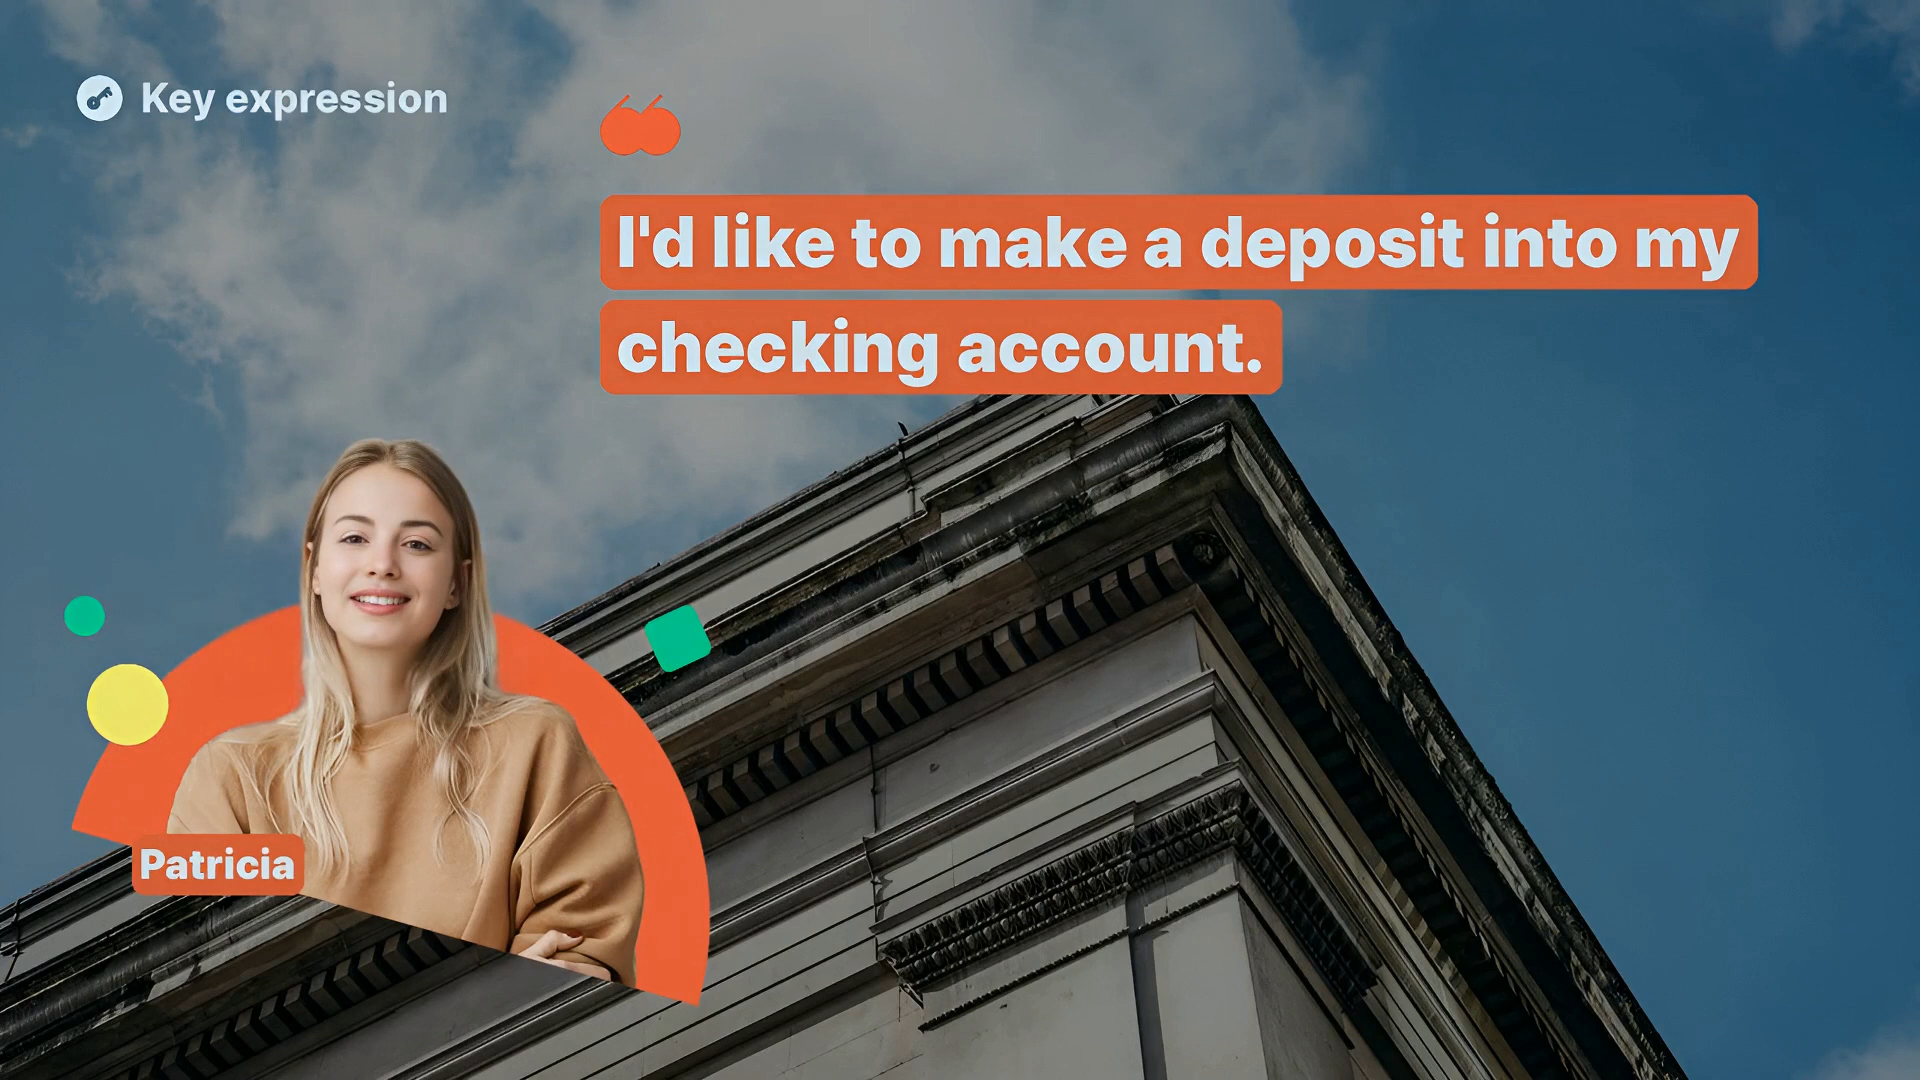 Key expression
I'd like to make a deposit into my
checking account.
Patricia